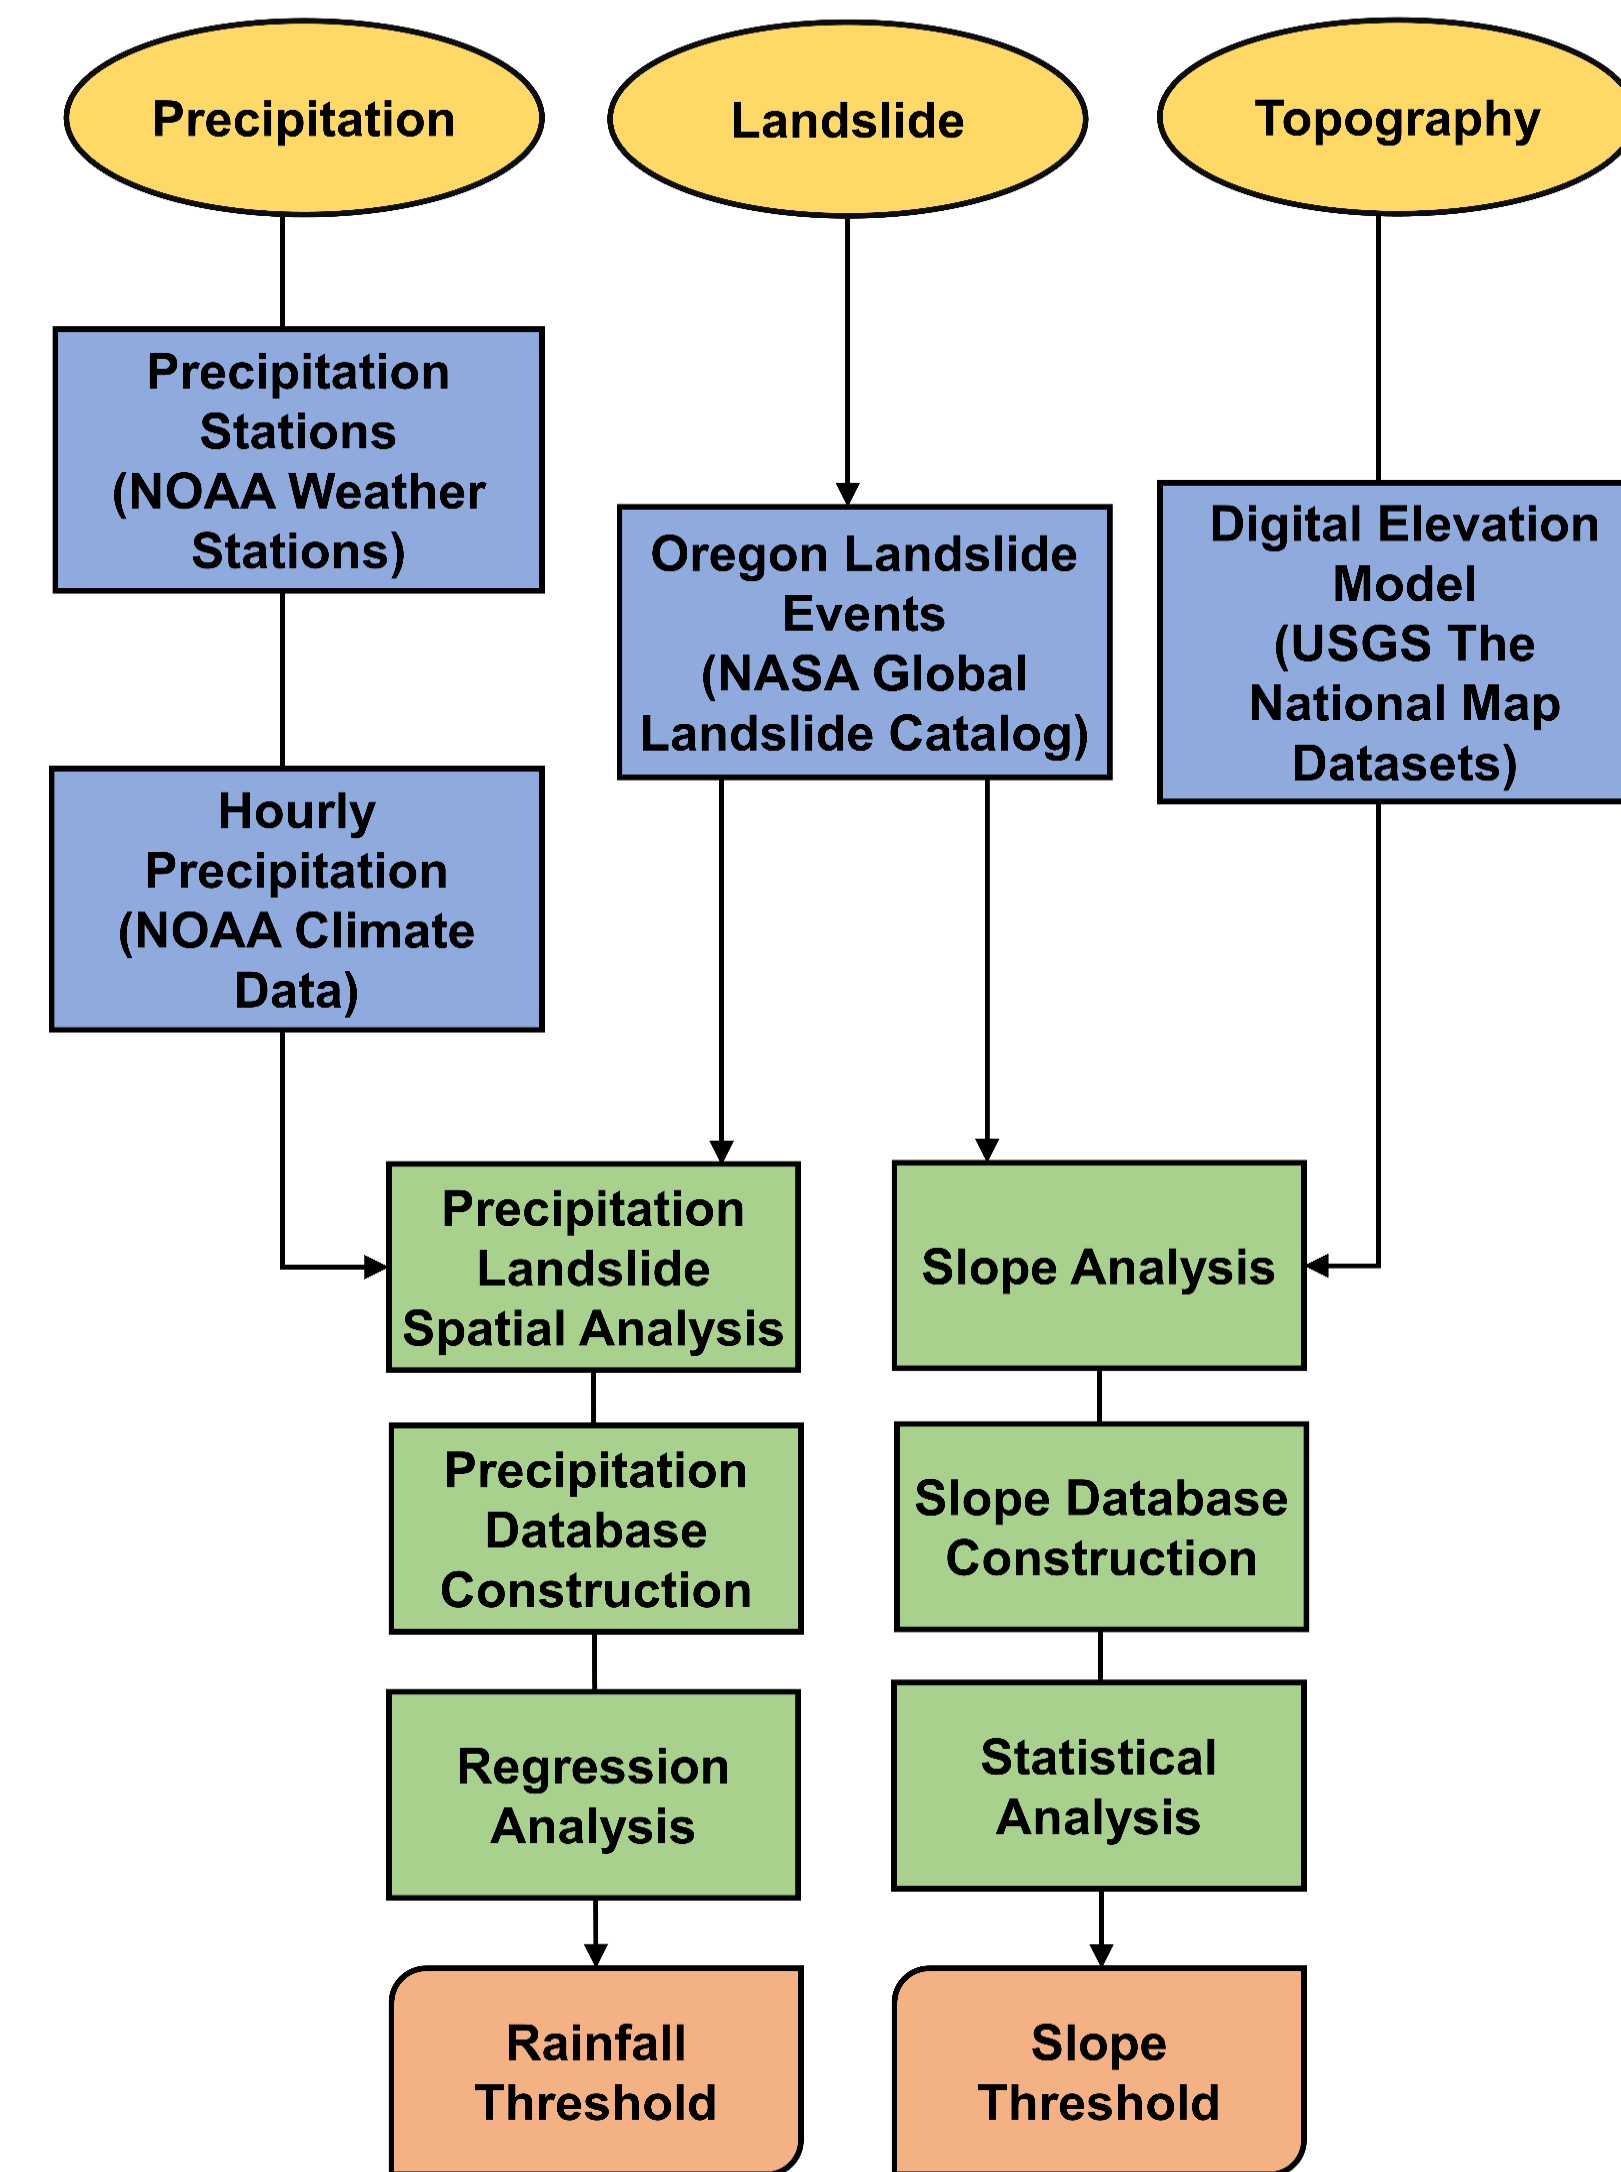 Precipitation
Landslide
Topography
Precipitation
Stations
(NOAA Weather
Stations)
Oregon Landslide
Events
(NASA Global
Landslide Catalog)
Digital Elevation
Model
(USGS The
National Map
Datasets)
Hourly
Precipitation
(NOAA Climate
Data)
Precipitation
Landslide
Spatial Analysis
Slope Analysis
Precipitation
Database
Construction
Slope Database
Construction
Regression
Analysis
Statistical
Analysis
Rainfall
Threshold
Slope
Threshold